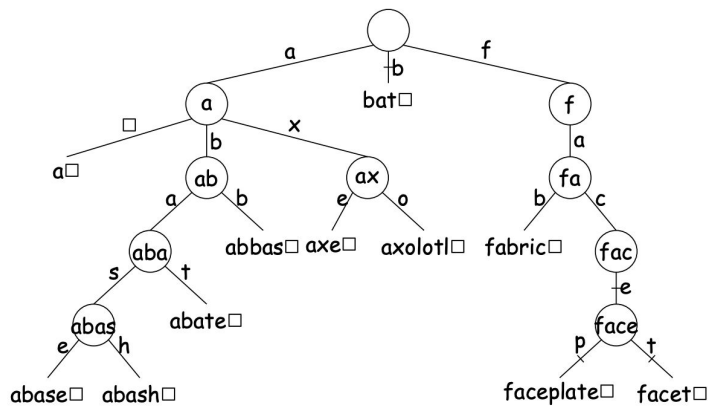 a f
b
bat□
a f
□ b x a
a□
ab ax fa
a b e o b c
abbas□ axe□ axolotl□ fabric□
aba fac
s t e
abate□
abas face
e h p t
abase□ abash□ faceplate□ facet□